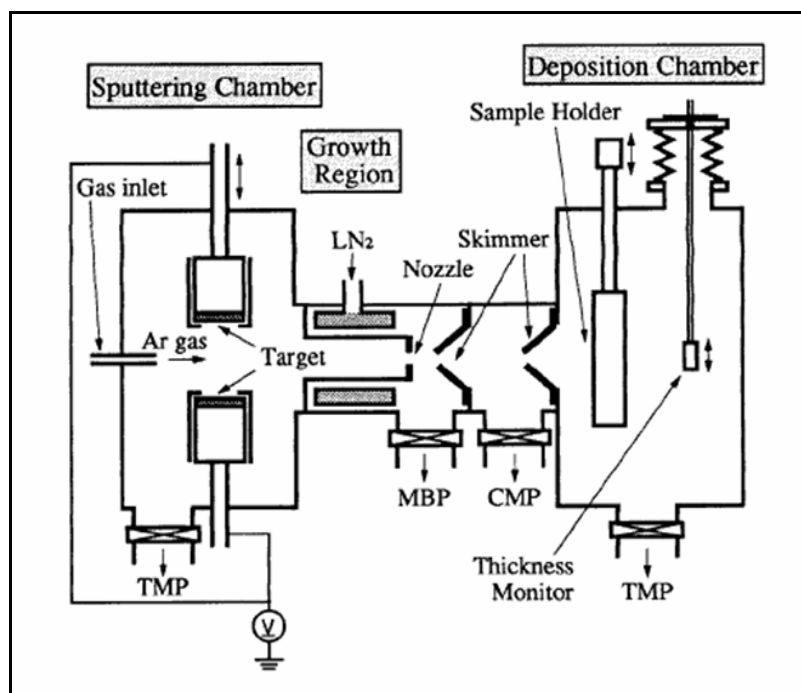 Sputtering Chamber
Deposition Chamber
Sample Holder
Growth
Region
Gas inlet
LN₂
Nozzle
Skimmer
Ar gas
Target
MBP
CMP
TMP
Thickness
Monitor
TMP
V